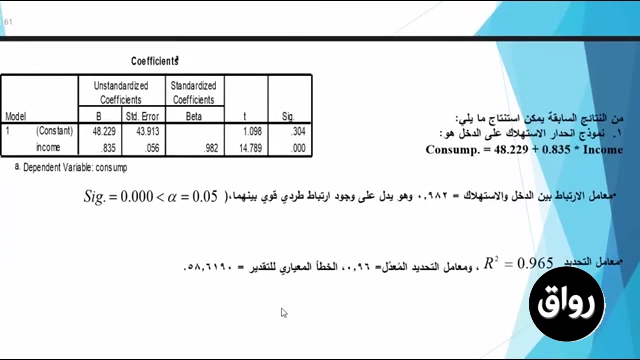 61
Coefficientsª
Unstandardized Coefficients Standardized Coefficients
Model B Std. Error Beta t Sig.
1 (Constant) 48.229 43.913 1.098 .304
income .835 .056 .982 14.789 .000
a. Dependent Variable: consump
من النتائج السابقة يمكن استنتاج ما يلي:
١. نموذج انحدار الاستهلاك على الدخل هو:
Consump. = 48.229 + 0.835 * Income
•معامل الارتباط بين الدخل والاستهلاك = ٠,٩٨٢ وهو يدل على وجود ارتباط طردي قوي بينهما، ( Sig. = 0.000 < α = 0.05
•معامل التحديد R² = 0.965 ، ومعامل التحديد المُعدَّل= ٠,٩٦، الخطأ المعياري للتقدير = ٥٨,٦١٩٠.
رواق